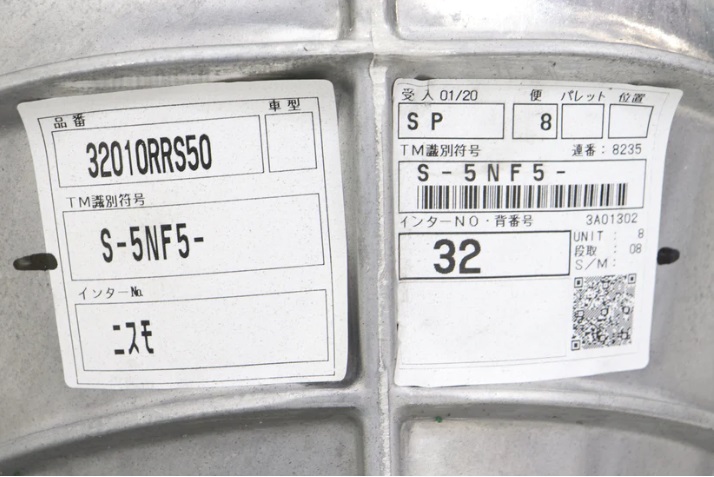 品番
車型
32010RRS50
TM識別符号
S-5NF5-
インターNo.
ニスモ
受入 01/20 便 パレット 位置
SP 8
TM識別符号 連番：8235
S-5NF5-
インターNO・背番号 3A01302
32
UNIT： 8
段取： 08
S/M：